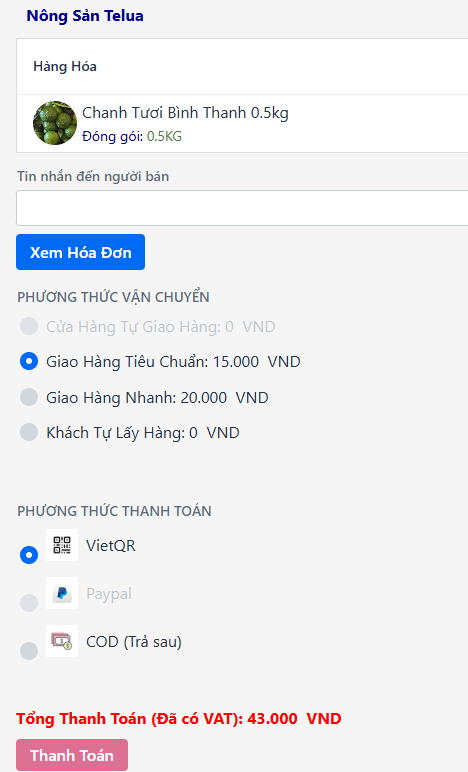 Nông Sản Telua
Hàng Hóa
Chanh Tươi Bình Thanh 0.5kg
Đóng gói: 0.5KG
Tin nhắn đến người bán
Xem Hóa Đơn
PHƯƠNG THỨC VẬN CHUYỂN
Cửa Hàng Tự Giao Hàng: 0 VND
Giao Hàng Tiêu Chuẩn: 15.000 VND
Giao Hàng Nhanh: 20.000 VND
Khách Tự Lấy Hàng: 0 VND
PHƯƠNG THỨC THANH TOÁN
VietQR
Paypal
COD (Trả sau)
Tổng Thanh Toán (Đã có VAT): 43.000 VND
Thanh Toán